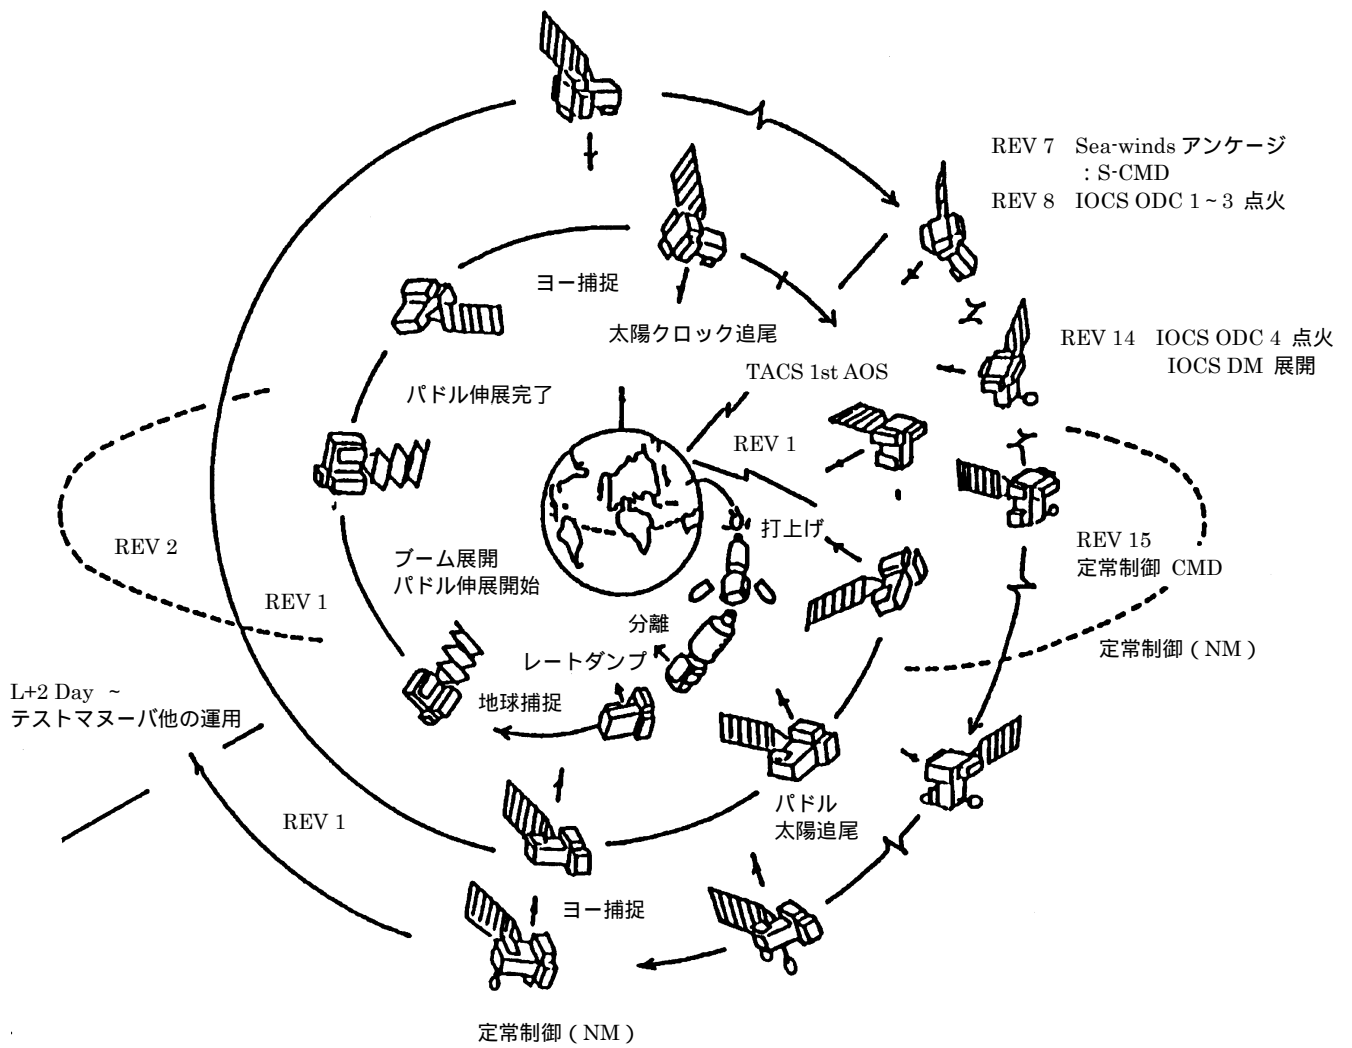 REV 7 Sea-winds アンケージ
: S-CMD
REV 8 IOCS ODC 1~3 点火
ヨー捕捉
太陽クロック追尾
REV 14 IOCS ODC 4 点火
IOCS DM 展開
TACS 1st AOS
パドル伸展完了
REV 1
打上げ
REV 2
ブーム展開
パドル伸展開始
REV 15
定常制御 CMD
REV 1
分離
レートダンプ
定常制御 ( NM )
L+2 Day ~
テストマヌーバ他の運用
地球捕捉
REV 1
パドル
太陽追尾
ヨー捕捉
定常制御 ( NM )